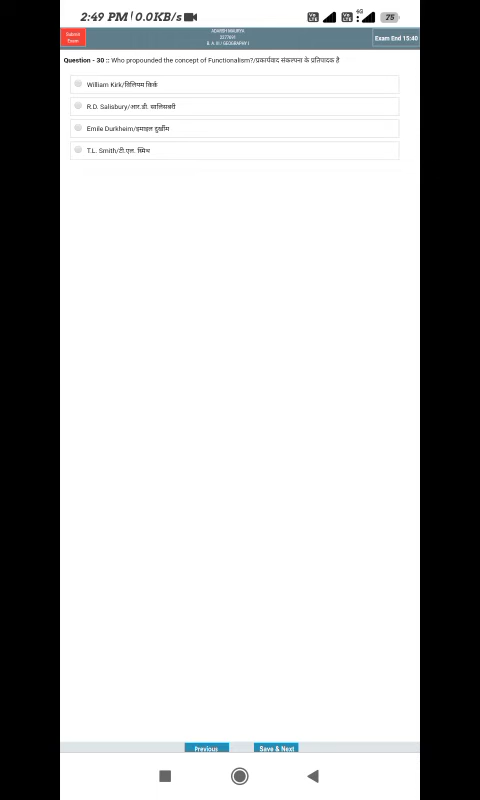 2:49 PM | 0.0KB/s
4G
75
Submit Exam
ADARSH MAURYA
B. A. III ( GEOGRAPHY )
Exam End 15:40
Question - 30 :: Who propounded the concept of Functionalism?/प्रकार्यवाद संकल्पना के प्रतिपादक है
William Kirk/विलियम किर्क
R.D. Salisbury/आर.डी. सालिसबरी
Emile Durkheim/इमाइल दुर्खीम
T.L. Smith/टी.एल. स्मिथ
Previous
Save & Next